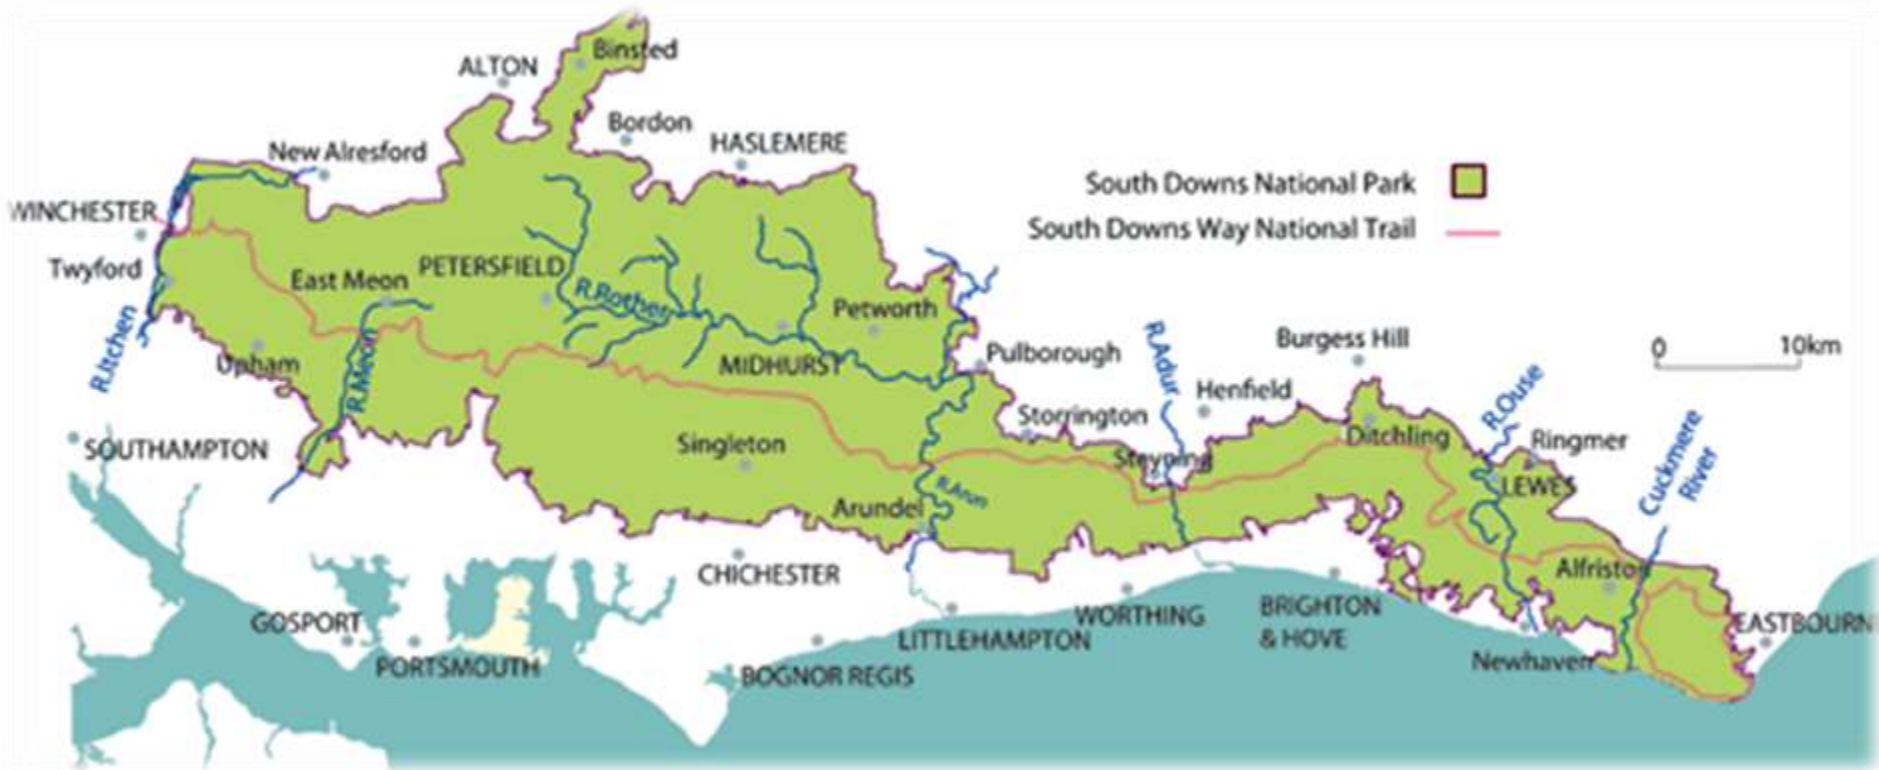 Binsted
ALTON
Bordon
HASLEMERE
New Alresford
South Downs National Park
WINCHESTER
South Downs Way National Trail
Twyford
East Meon
PETERSFIELD
R.Rother
Petworth
R.Itchen
Upham
R.Meon
MIDHURST
Pulborough
R.Adur
Burgess Hill
0 10km
Henfield
R.Ouse
Storrington
Ditchling
Ringmer
Cuckmere
River
SOUTHAMPTON
Singleton
Steyning
LEWES
R.Arun
Arundel
CHICHESTER
Alfriston
GOSPORT
PORTSMOUTH
BOGNOR REGIS
LITTLEHAMPTON
WORTHING
BRIGHTON
& HOVE
Newhaven
EASTBOURN